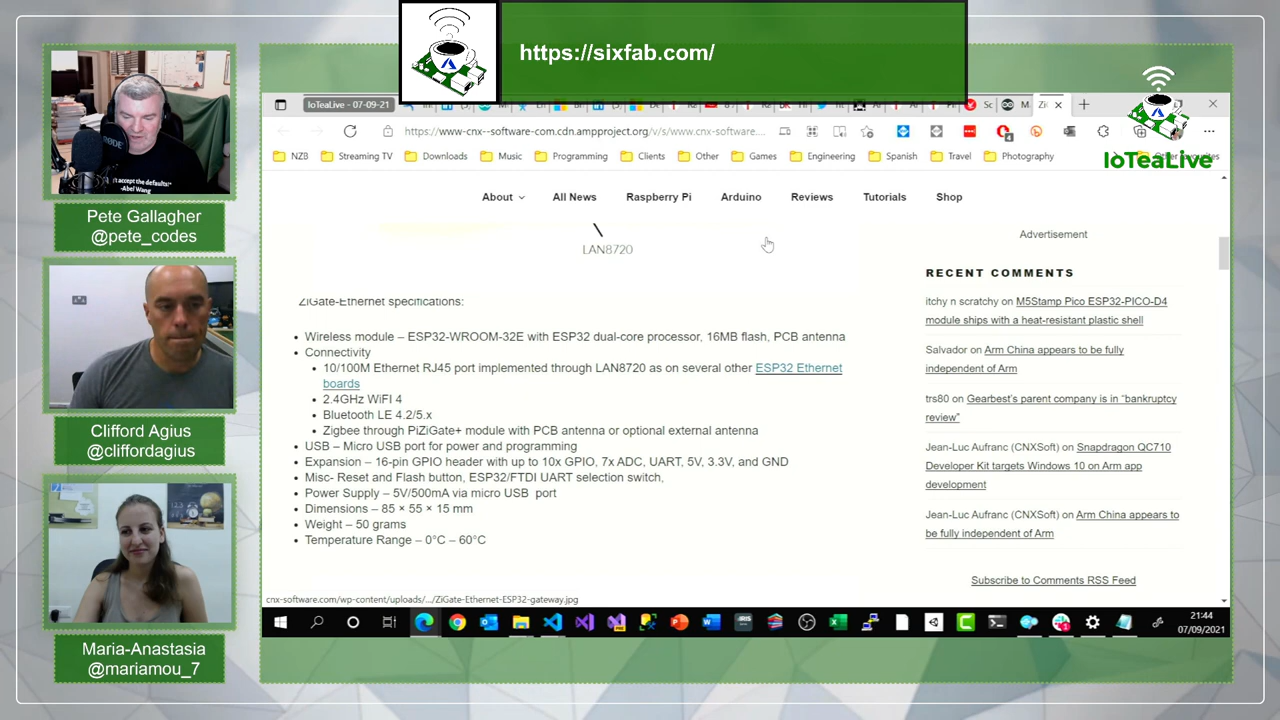 https://sixfab.com/
IoTeaLive - 07-09-21
https://www-cnx--software-com.cdn.ampproject.org/v/s/www.cnx-software....
NZB
Streaming TV
Downloads
Music
Programming
Clients
Other
Games
Engineering
Spanish
Travel
Photography
IoTeaLive
About
All News
Raspberry Pi
Arduino
Reviews
Tutorials
Shop
LAN8720
ZiGate-Ethernet specifications:
Wireless module – ESP32-WROOM-32E with ESP32 dual-core processor, 16MB flash, PCB antenna
Connectivity
10/100M Ethernet RJ45 port implemented through LAN8720 as on several other ESP32 Ethernet
boards
2.4GHz WiFI 4
Bluetooth LE 4.2/5.x
Zigbee through PiZiGate+ module with PCB antenna or optional external antenna
USB – Micro USB port for power and programming
Expansion – 16-pin GPIO header with up to 10x GPIO, 7x ADC, UART, 5V, 3.3V, and GND
Misc- Reset and Flash button, ESP32/FTDI UART selection switch,
Power Supply – 5V/500mA via micro USB port
Dimensions – 85 × 55 × 15 mm
Weight – 50 grams
Temperature Range – 0°C – 60°C
Advertisement
RECENT COMMENTS
itchy n scratchy on M5Stamp Pico ESP32-PICO-D4
module ships with a heat-resistant plastic shell
Salvador on Arm China appears to be fully
independent of Arm
trs80 on Gearbest's parent company is in "bankruptcy
review"
Jean-Luc Aufranc (CNXSoft) on Snapdragon QC710
Developer Kit targets Windows 10 on Arm app
development
Jean-Luc Aufranc (CNXSoft) on Arm China appears to
be fully independent of Arm
Subscribe to Comments RSS Feed
cnx-software.com/wp-content/uploads/.../ZiGate-Ethernet-ESP32-gateway.jpg
21:44
07/09/2021
Pete Gallagher
@pete_codes
Clifford Agius
@cliffordagius
Maria-Anastasia
@mariamou_7
accept the defaults!"
-Abel Wang